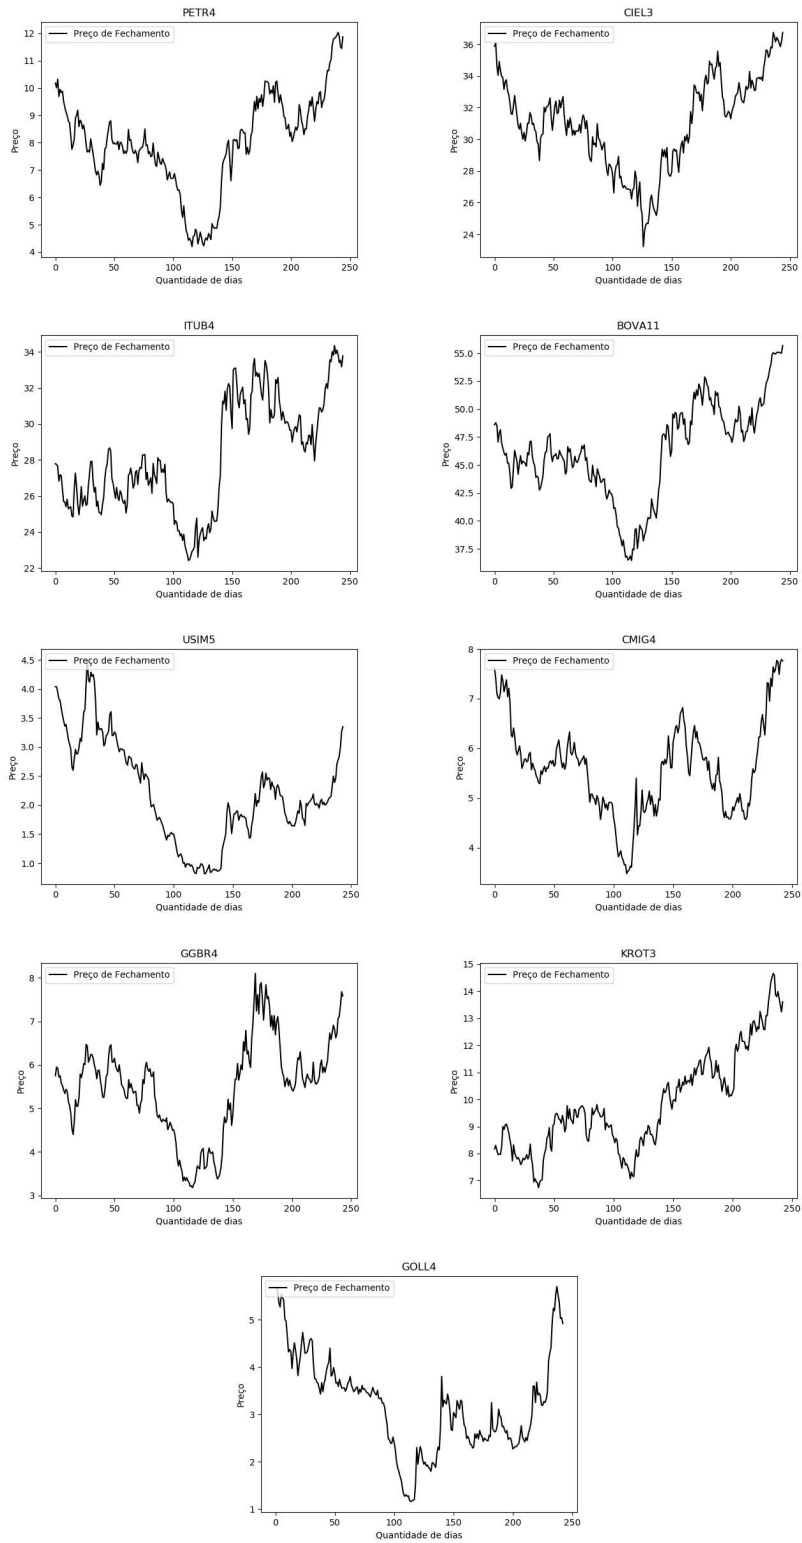 PETR4
Preço de Fechamento
12
11
10
9
8
7
6
5
4
Preço
0 50 100 150 200 250
Quantidade de dias
CIEL3
Preço de Fechamento
36
34
32
30
28
26
24
Preço
0 50 100 150 200 250
Quantidade de dias
ITUB4
Preço de Fechamento
34
32
30
28
26
24
22
Preço
0 50 100 150 200 250
Quantidade de dias
BOVA11
Preço de Fechamento
55.0
52.5
50.0
47.5
45.0
42.5
40.0
37.5
Preço
0 50 100 150 200 250
Quantidade de dias
USIM5
Preço de Fechamento
4.5
4.0
3.5
3.0
2.5
2.0
1.5
1.0
Preço
0 50 100 150 200 250
Quantidade de dias
CMIG4
Preço de Fechamento
8
7
6
5
4
Preço
0 50 100 150 200 250
Quantidade de dias
GGBR4
Preço de Fechamento
8
7
6
5
4
3
Preço
0 50 100 150 200 250
Quantidade de dias
KROT3
Preço de Fechamento
15
14
13
12
11
10
9
8
7
Preço
0 50 100 150 200 250
Quantidade de dias
GOLL4
Preço de Fechamento
5
4
3
2
1
Preço
0 50 100 150 200 250
Quantidade de dias